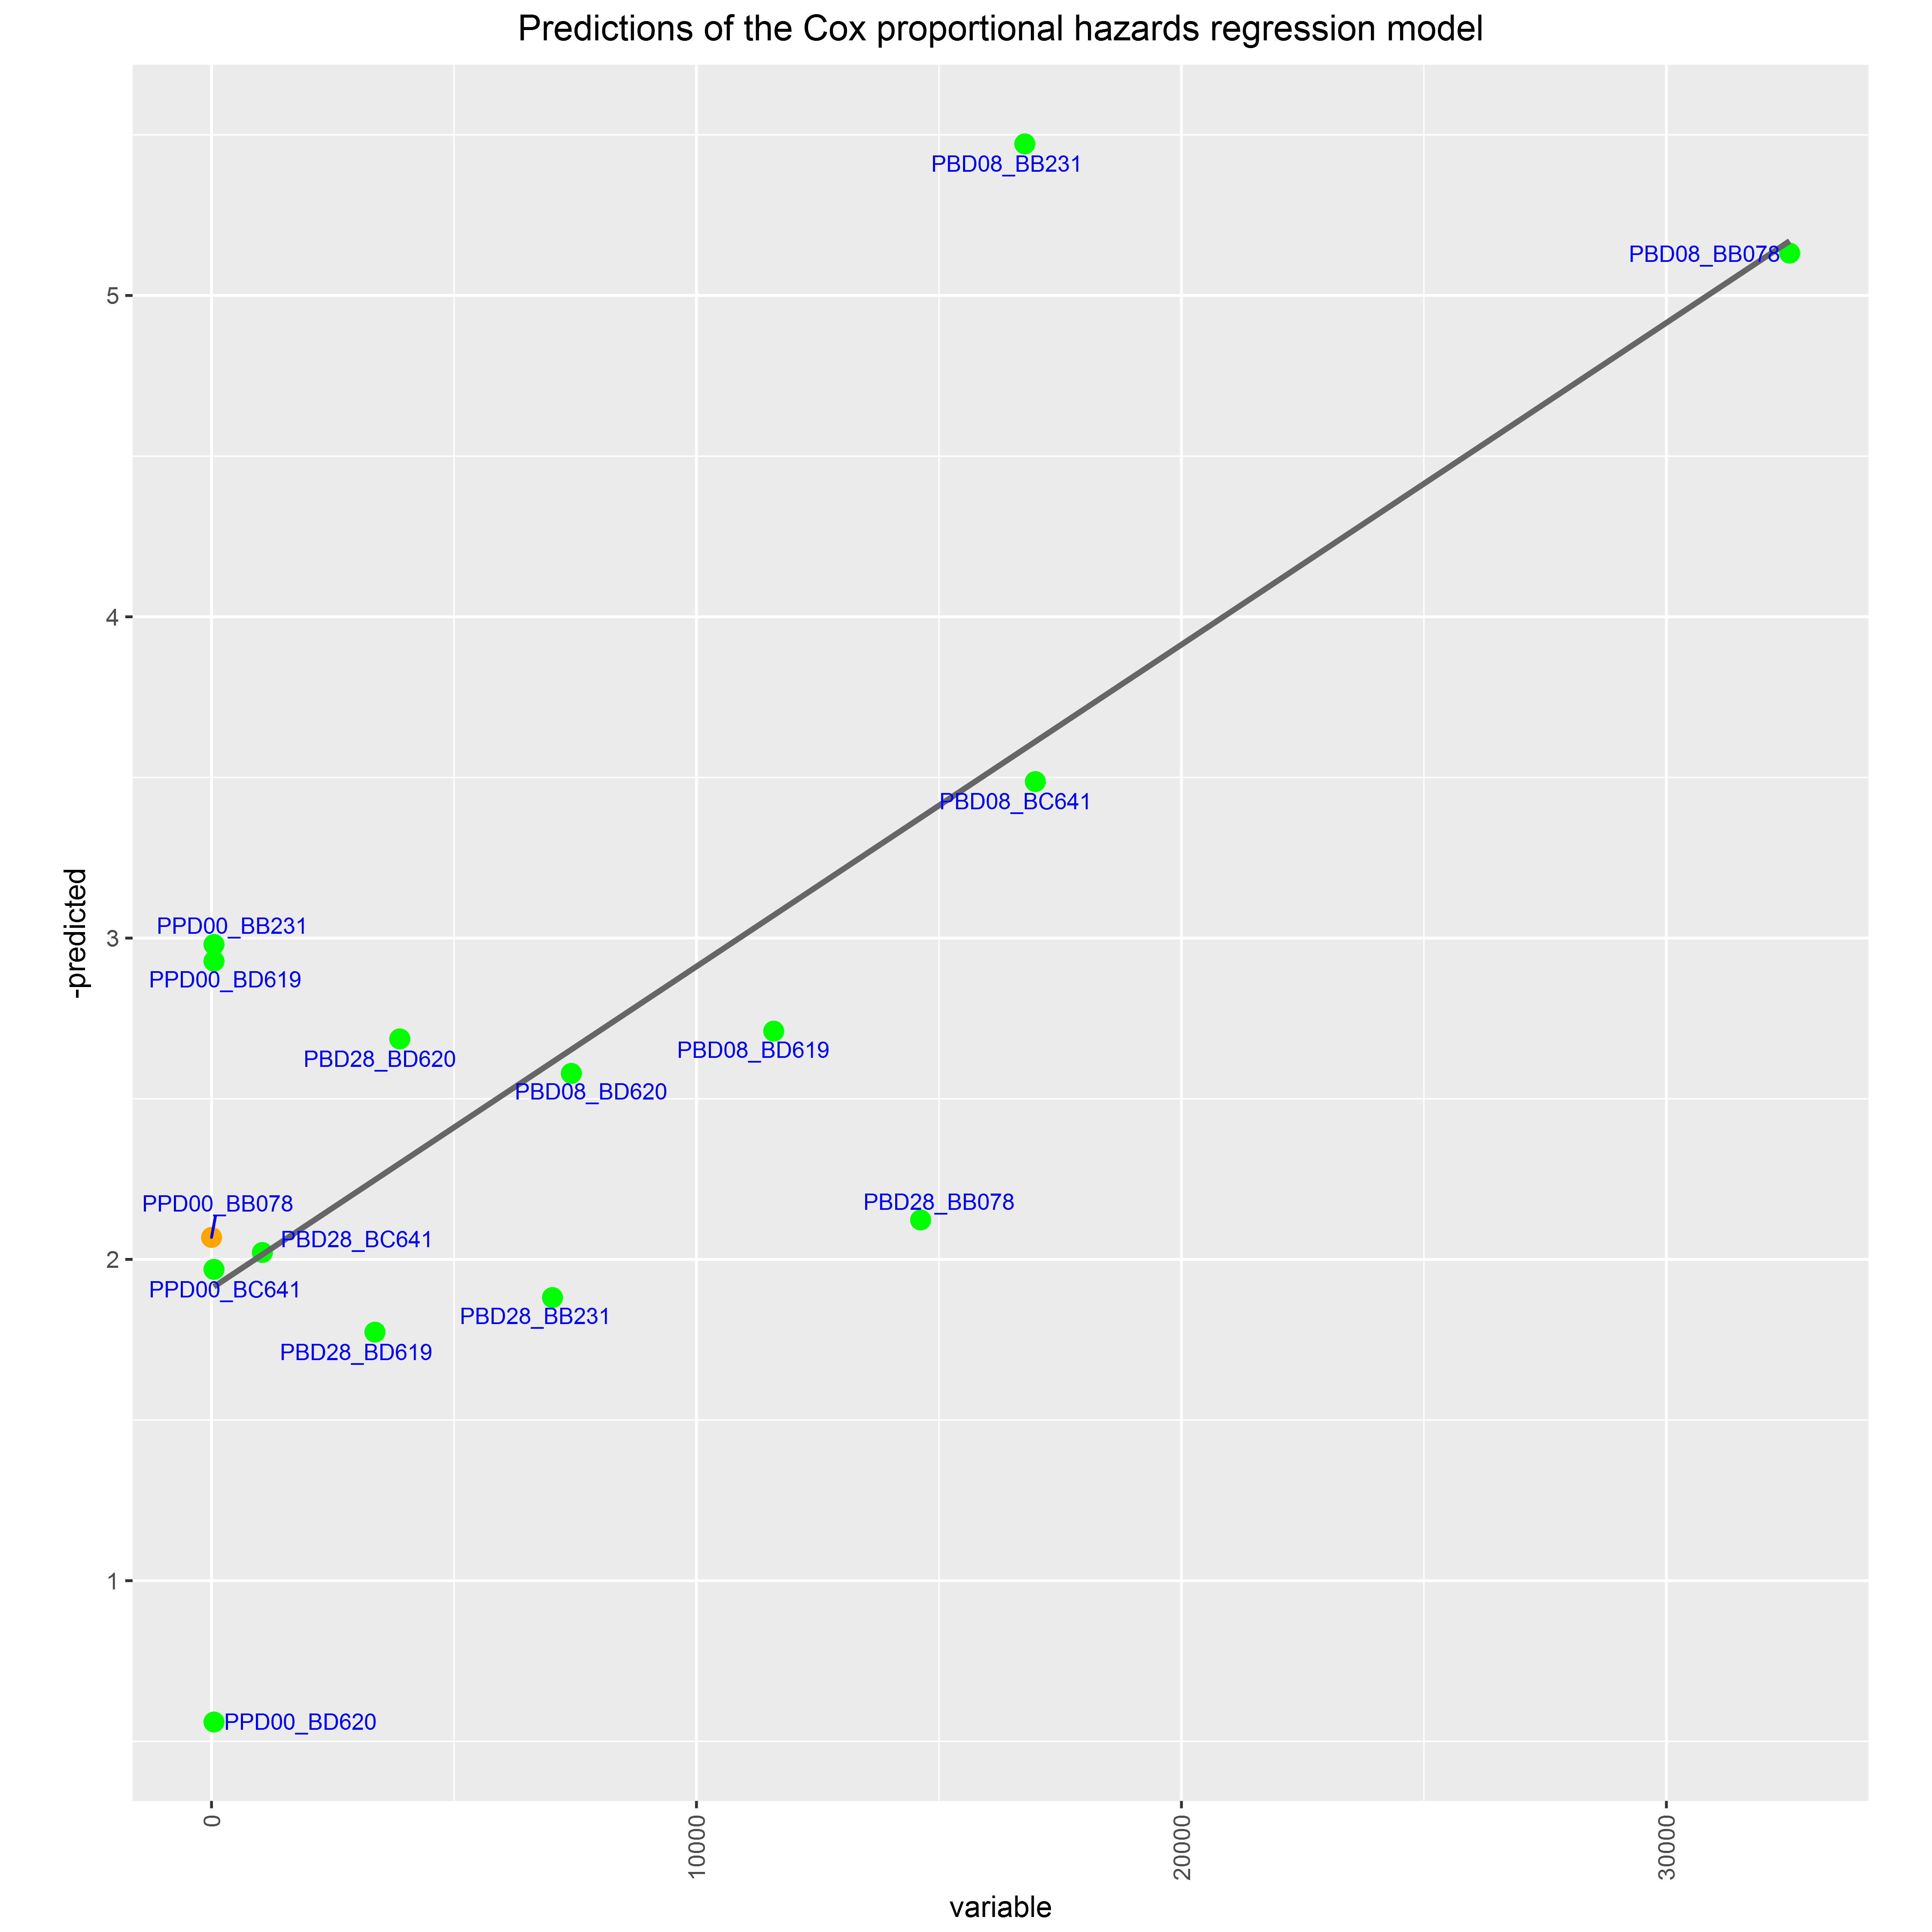 Predictions of the Cox proportional hazards regression model
PBD08_BB231
PBD08_BB078
5
4
PBD08_BC641
-predicted
PPD00_BB231
3
PPD00_BD619
PBD28_BD620
PBD08_BD619
PBD08_BD620
PPD00_BB078
PBD28_BB078
PBD28_BC641
2
PPD00_BC641
PBD28_BB231
PBD28_BD619
1
PPD00_BD620
0
10000
20000
30000
variable